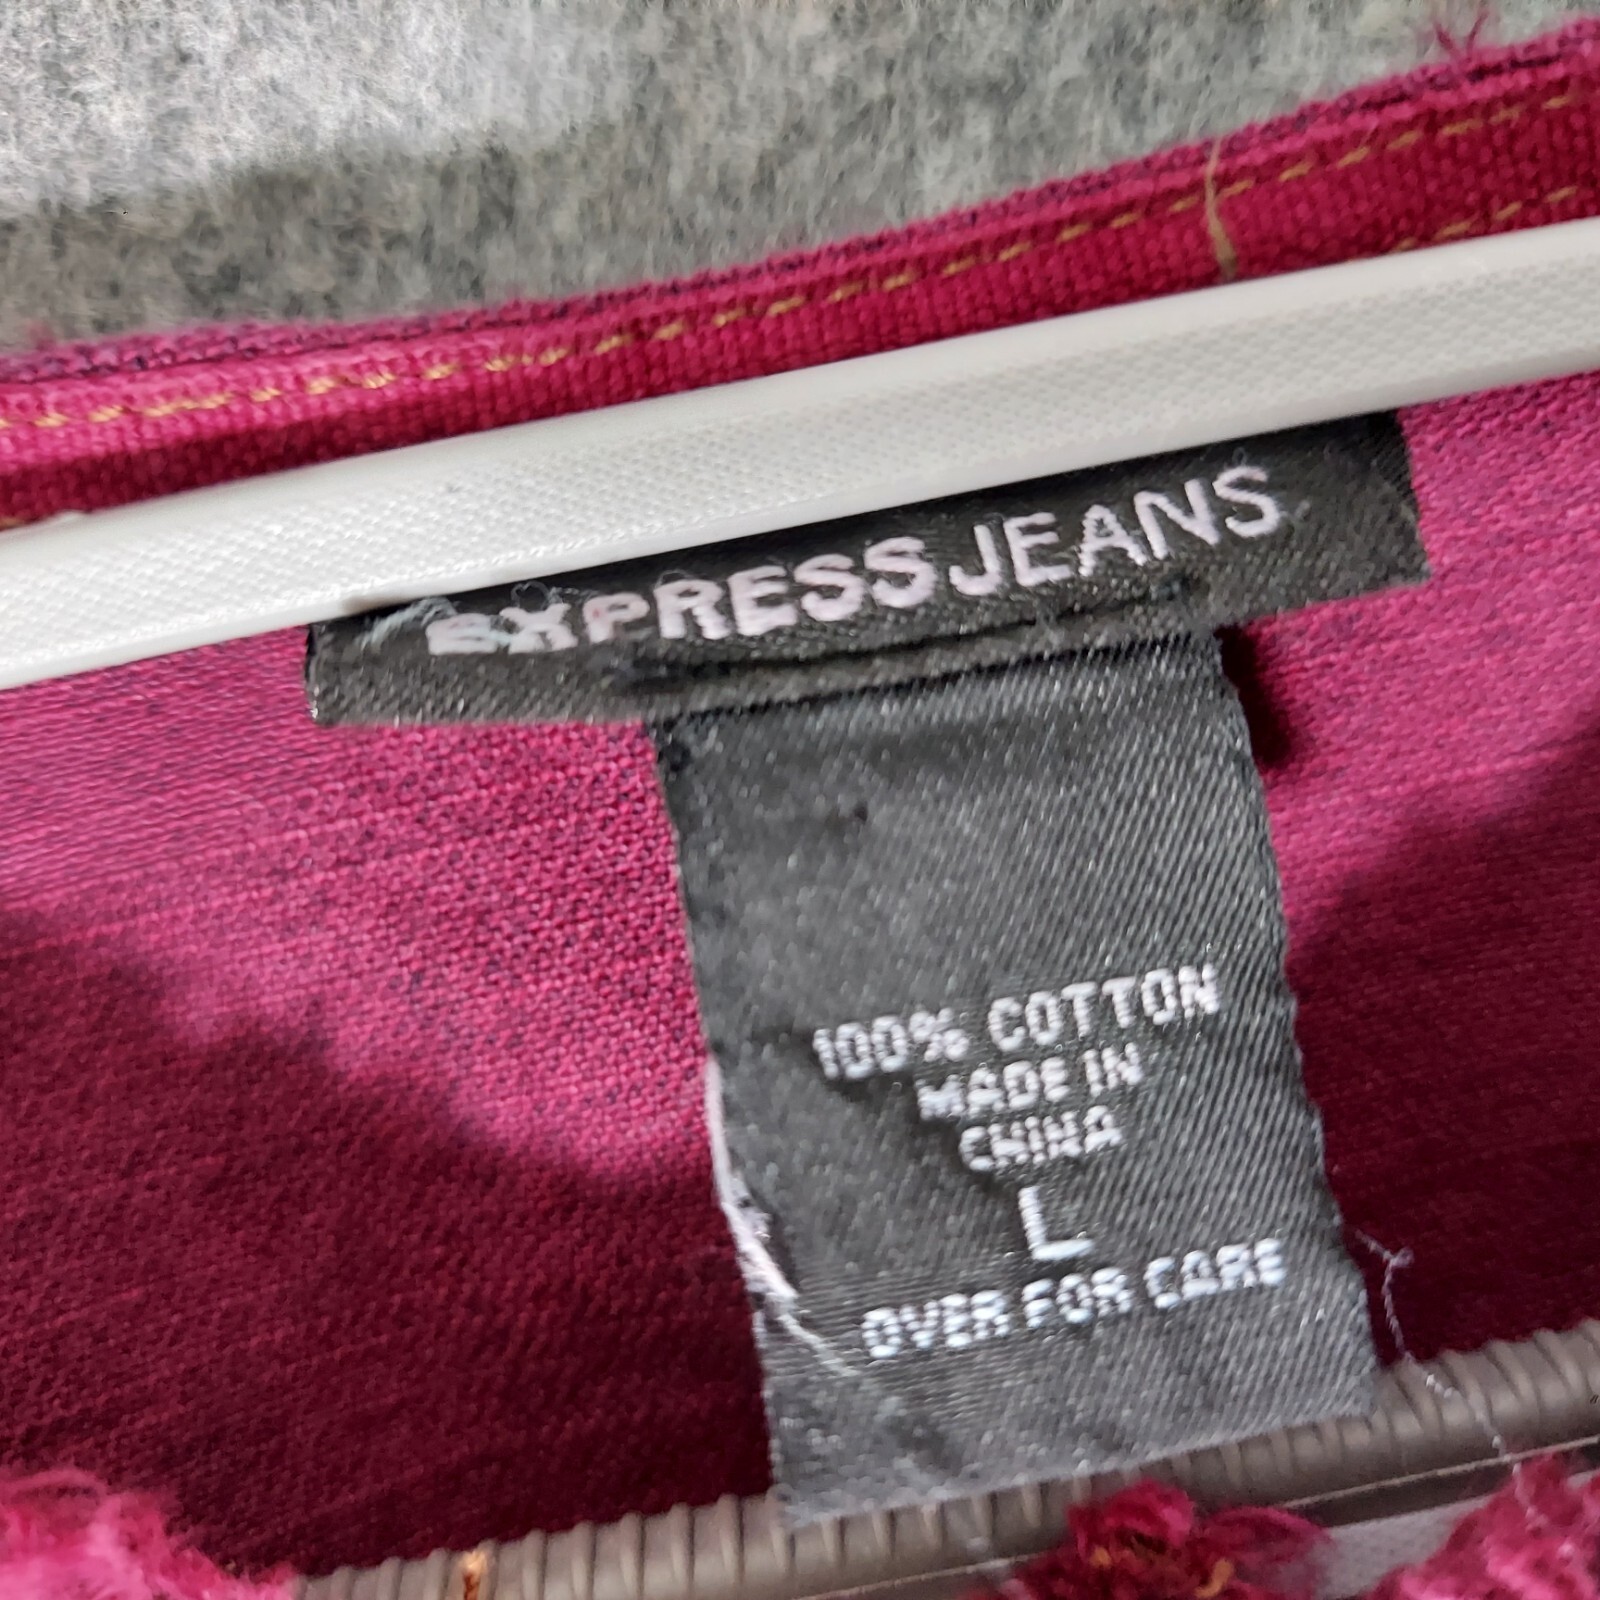 EXPRESS JEANS
100% COTTON
MADE IN
CHINA
L
OVER FOR CARE